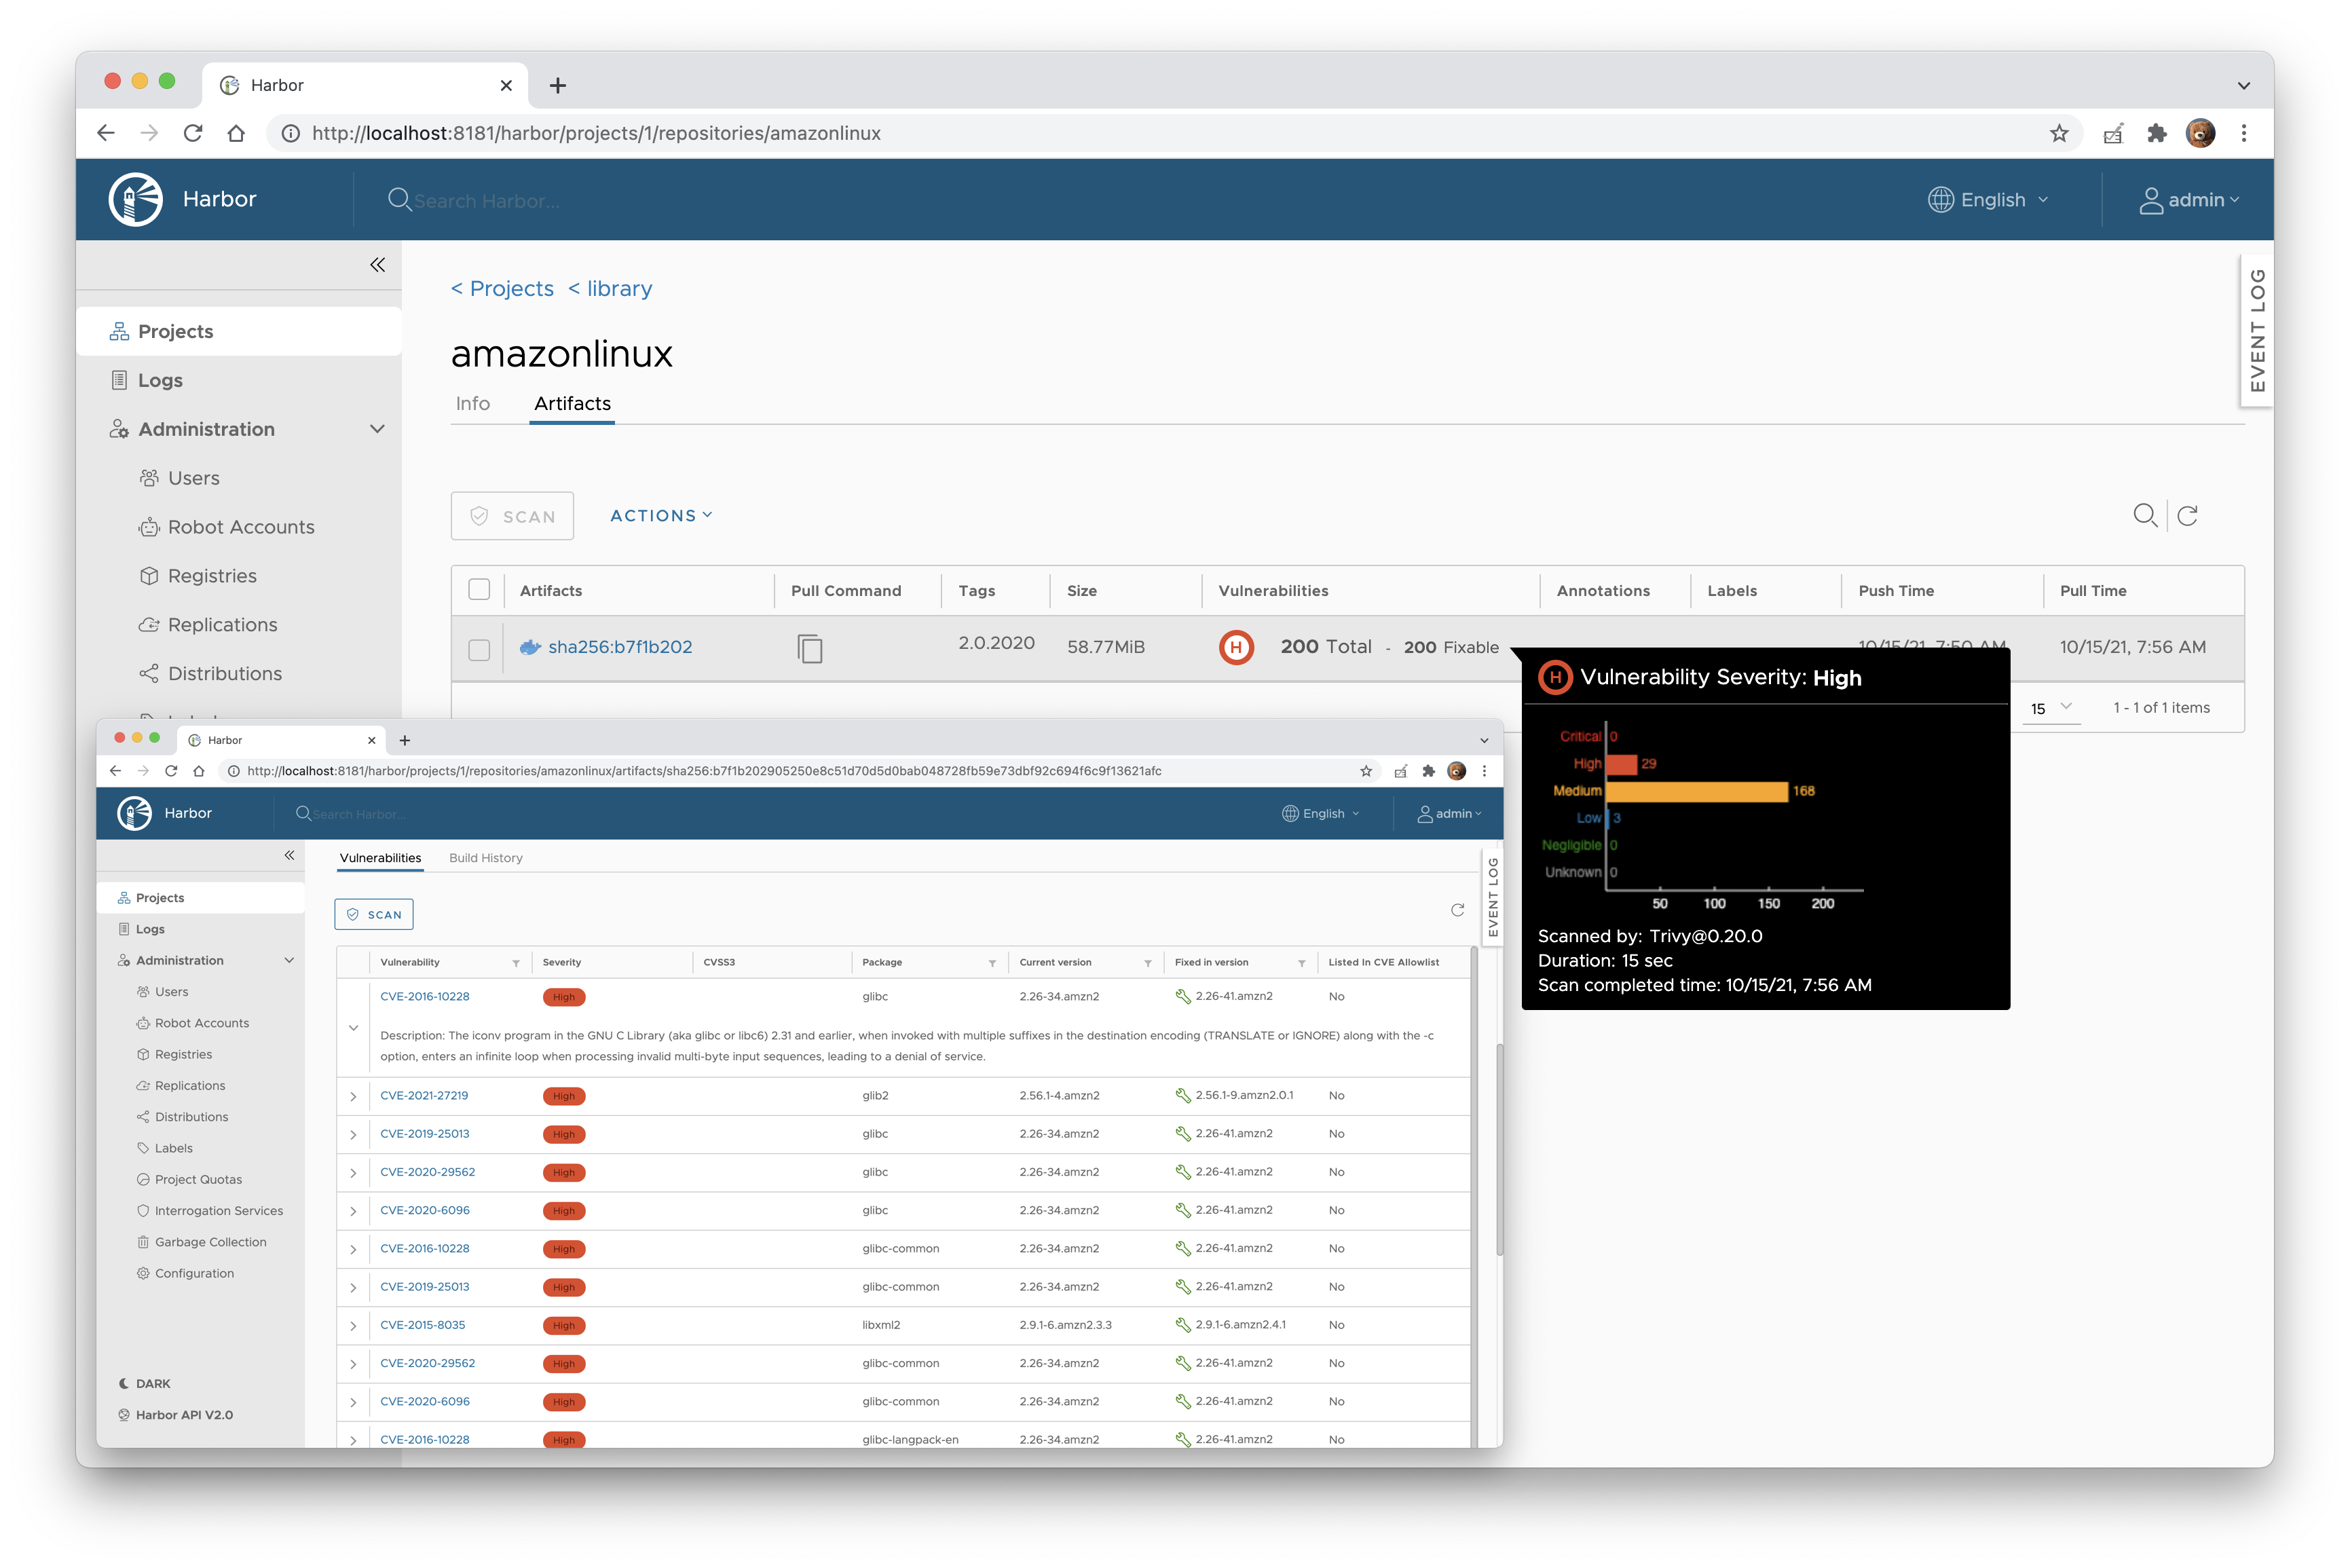 Harbor
http://localhost:8181/harbor/projects/1/repositories/amazonlinux
Harbor
Search Harbor...
English
admin
EVENT LOG
Projects
Logs
Administration
Users
Robot Accounts
Registries
Replications
Distributions
< Projects < library
amazonlinux
Info Artifacts
SCAN ACTIONS
Artifacts Pull Command Tags Size Vulnerabilities Annotations Labels Push Time Pull Time
sha256:b7f1b202 2.0.2020 58.77MiB H 200 Total - 200 Fixable 10/15/21, 7:50 AM 10/15/21, 7:56 AM
15 1 - 1 of 1 items
H Vulnerability Severity: High
Critical 0
High 29
Medium 168
Low 3
Negligible 0
Unknown 0
50 100 150 200
Scanned by: Trivy@0.20.0
Duration: 15 sec
Scan completed time: 10/15/21, 7:56 AM
Harbor
http://localhost:8181/harbor/projects/1/repositories/amazonlinux/artifacts/sha256:b7f1b202905250e8c51d70d5d0bab048728fb59e73dbf92c694f6c9f13621afc
Harbor
Search Harbor...
English
admin
EVENT LOG
Projects
Logs
Administration
Users
Robot Accounts
Registries
Replications
Distributions
Labels
Project Quotas
Interrogation Services
Garbage Collection
Configuration
DARK
Harbor API V2.0
Vulnerabilities Build History
SCAN
Vulnerability Severity CVSS3 Package Current version Fixed in version Listed In CVE Allowlist
CVE-2016-10228 High glibc 2.26-34.amzn2 2.26-41.amzn2 No
Description: The iconv program in the GNU C Library (aka glibc or libc6) 2.31 and earlier, when invoked with multiple suffixes in the destination encoding (TRANSLATE or IGNORE) along with the -c
option, enters an infinite loop when processing invalid multi-byte input sequences, leading to a denial of service.
CVE-2021-27219 High glib2 2.56.1-4.amzn2 2.56.1-9.amzn2.0.1 No
CVE-2019-25013 High glibc 2.26-34.amzn2 2.26-41.amzn2 No
CVE-2020-29562 High glibc 2.26-34.amzn2 2.26-41.amzn2 No
CVE-2020-6096 High glibc 2.26-34.amzn2 2.26-41.amzn2 No
CVE-2016-10228 High glibc-common 2.26-34.amzn2 2.26-41.amzn2 No
CVE-2019-25013 High glibc-common 2.26-34.amzn2 2.26-41.amzn2 No
CVE-2015-8035 High libxml2 2.9.1-6.amzn2.3.3 2.9.1-6.amzn2.4.1 No
CVE-2020-29562 High glibc-common 2.26-34.amzn2 2.26-41.amzn2 No
CVE-2020-6096 High glibc-common 2.26-34.amzn2 2.26-41.amzn2 No
CVE-2016-10228 High glibc-langpack-en 2.26-34.amzn2 2.26-41.amzn2 No